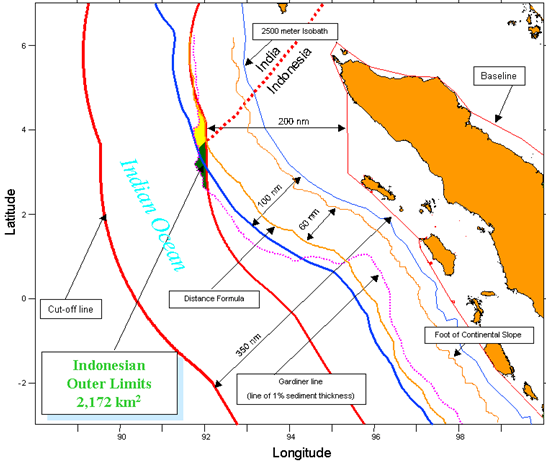 2500 meter Isobath
India
Indonesia
Baseline
200 nm
Indian Ocean
100 nm
60 nm
Distance Formula
Cut-off line
350 nm
Foot of Continental Slope
Indonesian
Outer Limits
2,172 km²
Gardiner line
(line of 1% sediment thickness)
Latitude
6
4
2
0
-2
90
92
94
96
98
Longitude